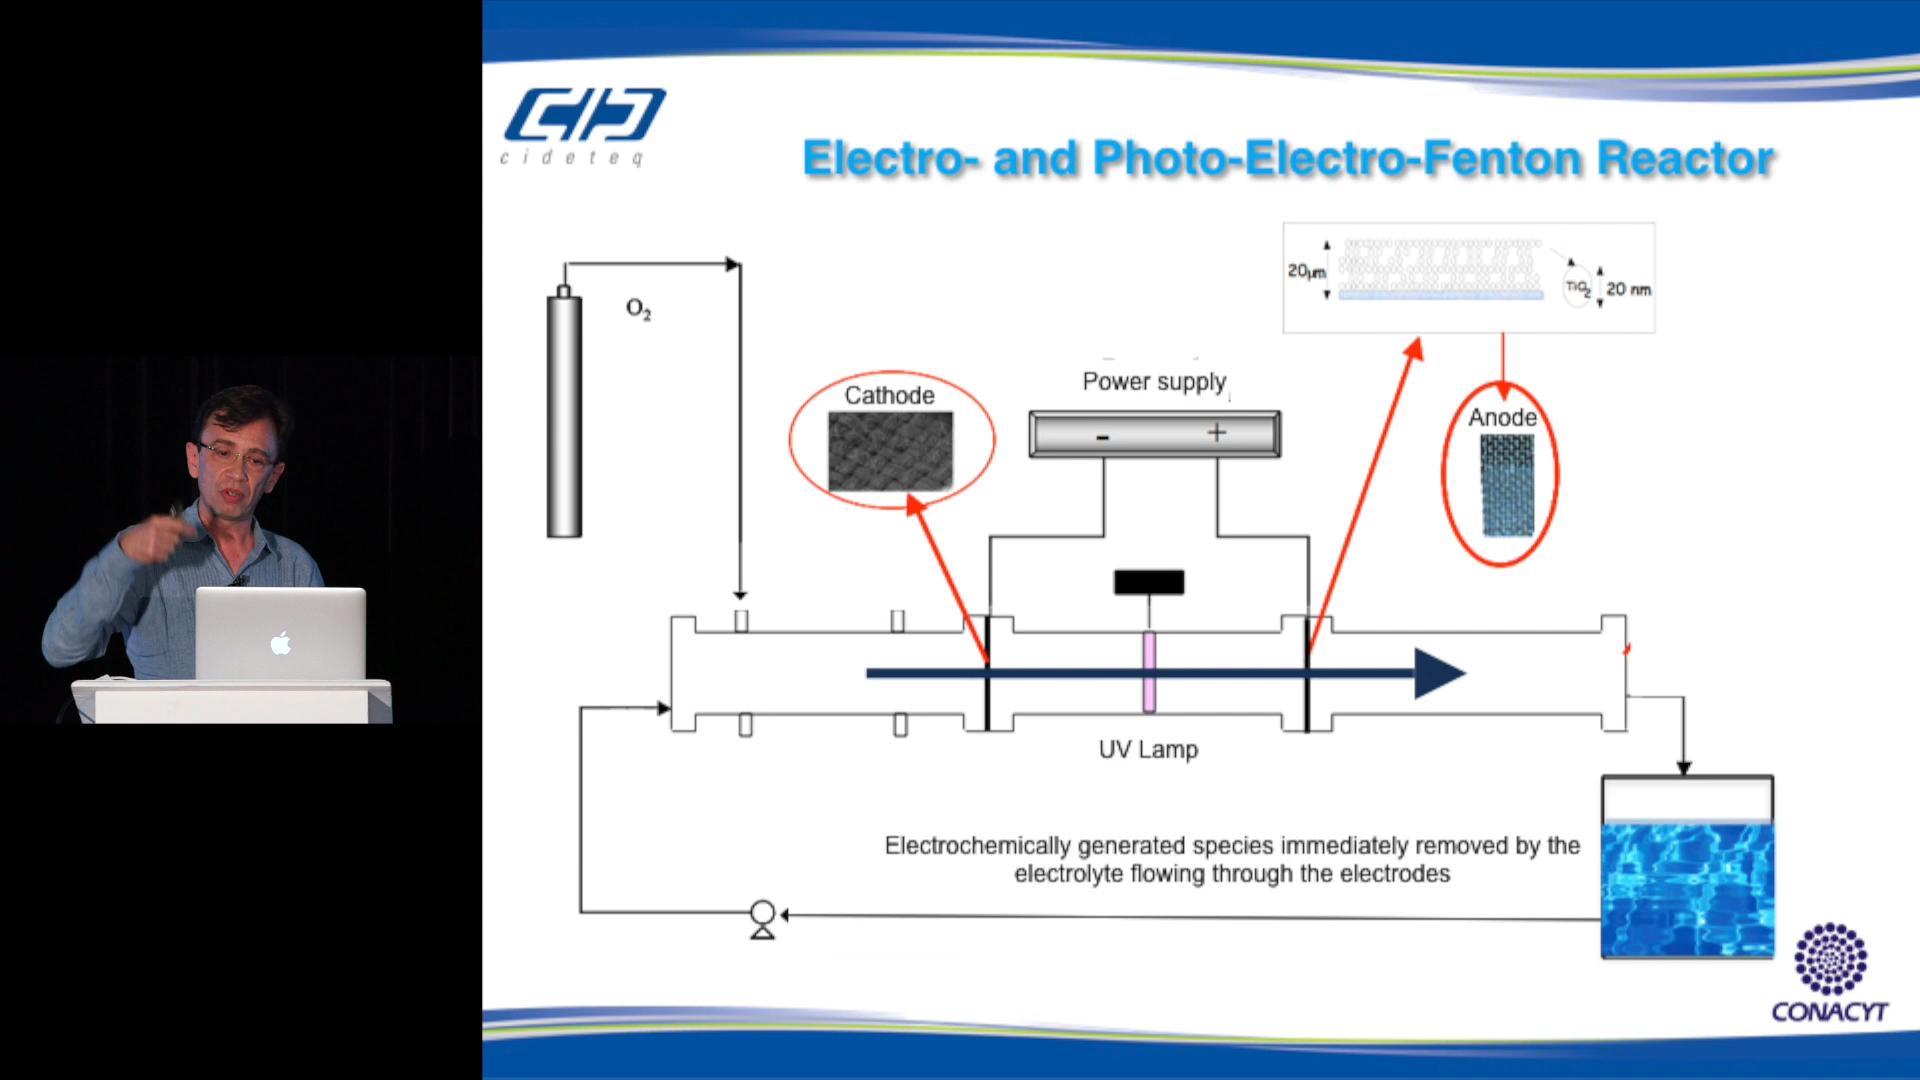 cideteq
Electro- and Photo-Electro-Fenton Reactor
O2
20µm
TiO2
20 nm
Cathode
Power supply
- +
Anode
UV Lamp
Electrochemically generated species immediately removed by the
electrolyte flowing through the electrodes
CONACYT